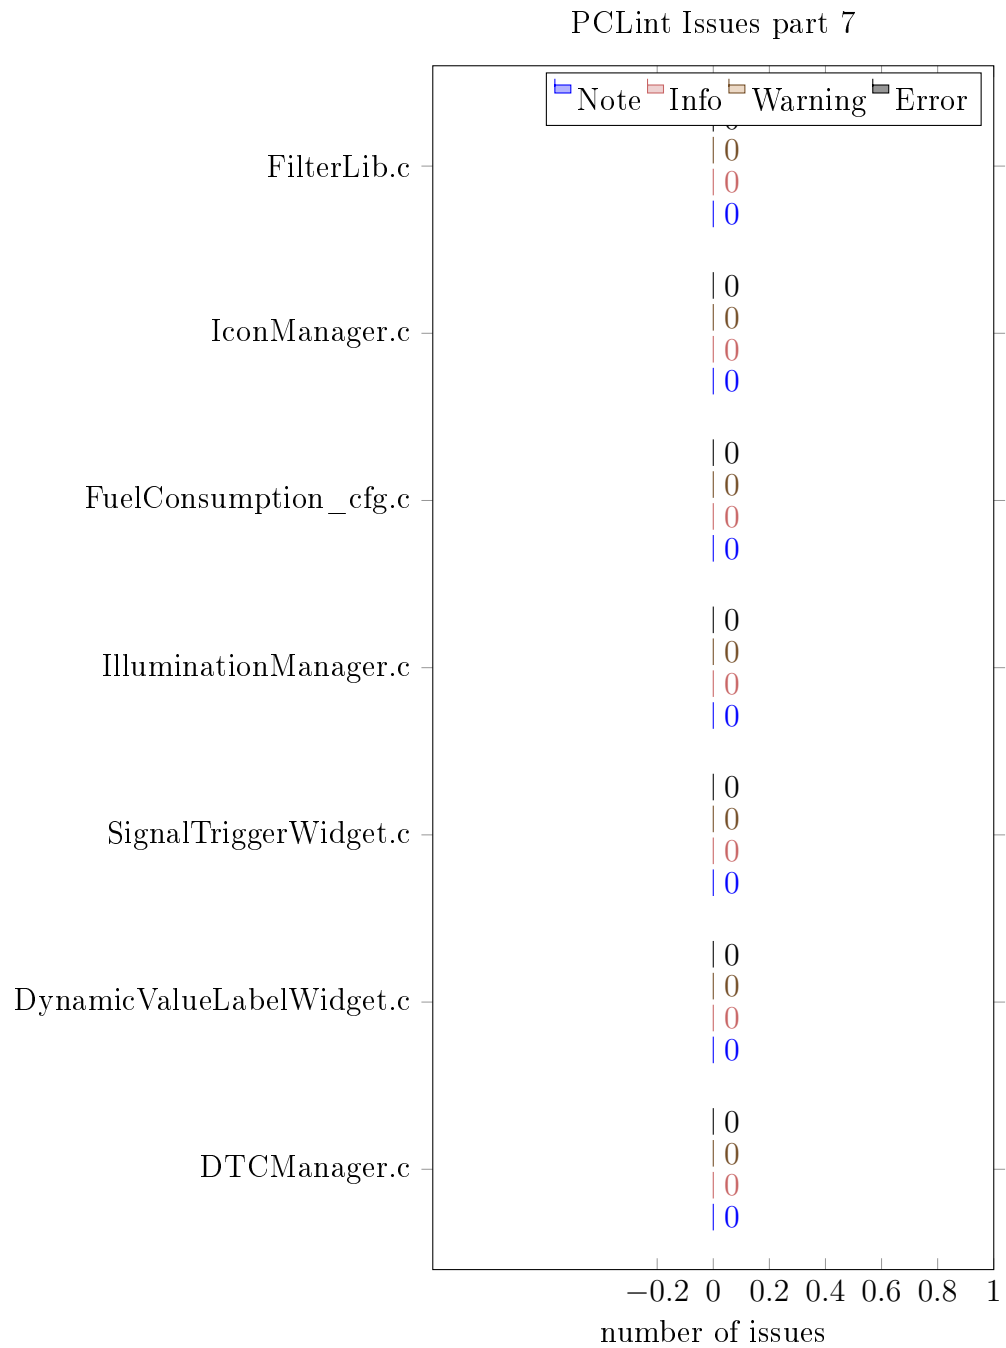 PCLint Issues part 7
Note Info Warning Error
FilterLib.c
0
0
0
IconManager.c
0
0
0
0
FuelConsumption_cfg.c
0
0
0
0
IlluminationManager.c
0
0
0
0
SignalTriggerWidget.c
0
0
0
0
DynamicValueLabelWidget.c
0
0
0
0
DTCManager.c
0
0
0
0
−0.2 0 0.2 0.4 0.6 0.8 1
number of issues